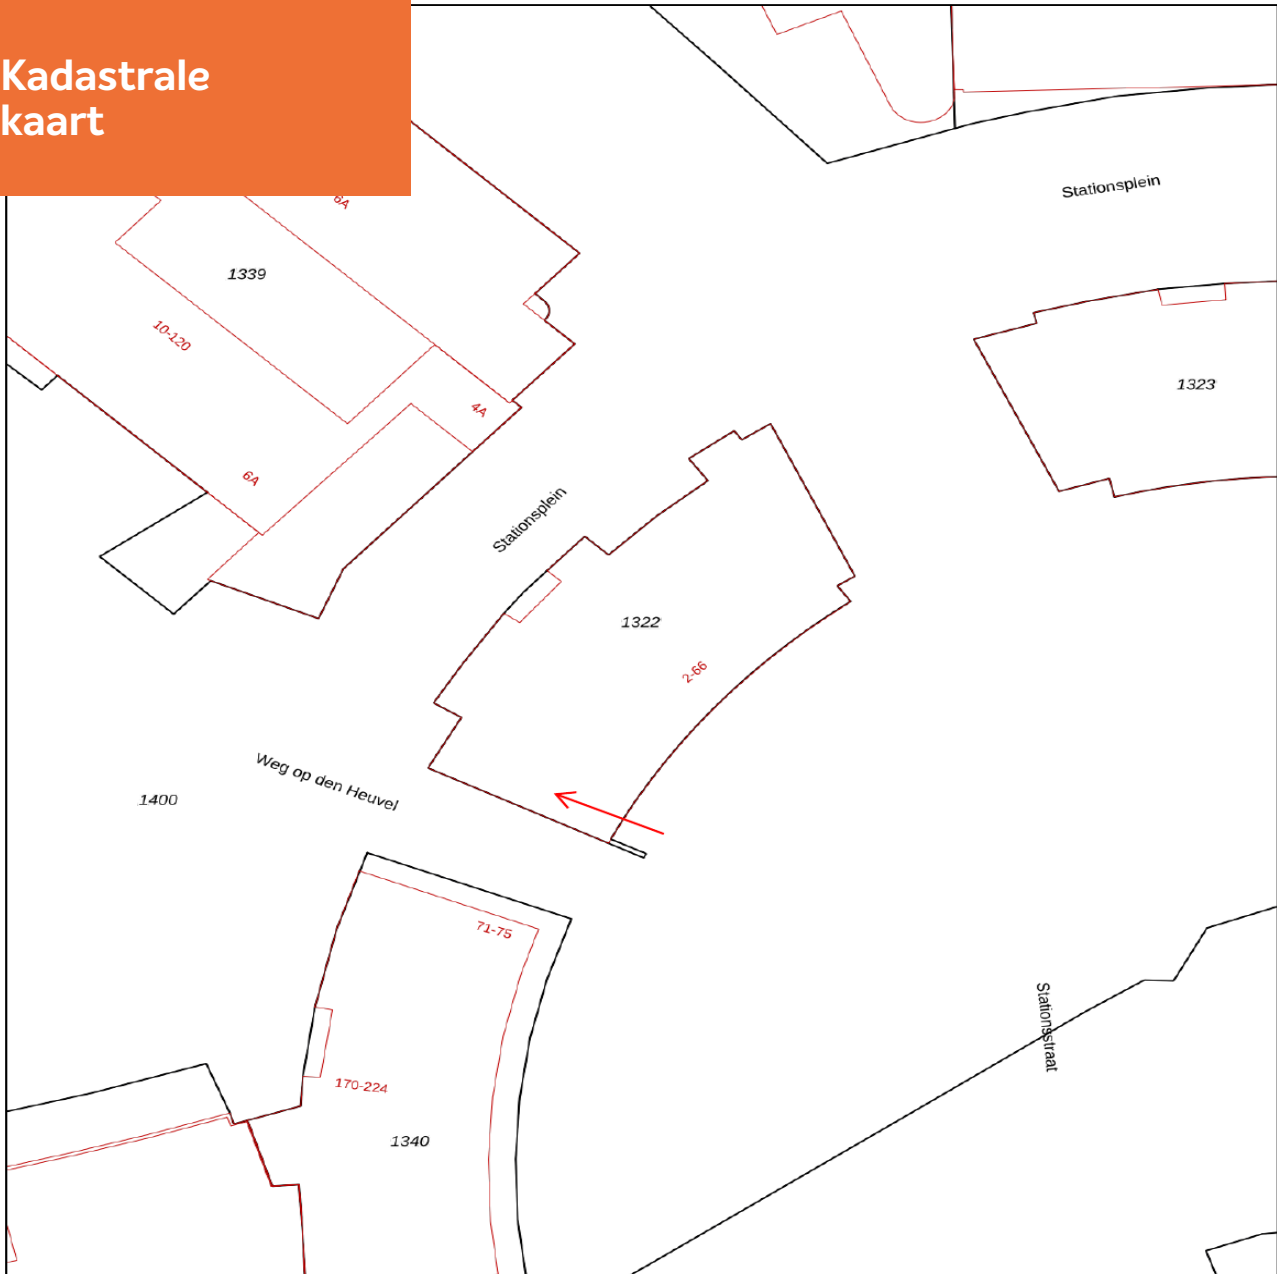 Kadastrale
kaart
6A
Stationsplein
1339
10-120
1323
4A
6A
Stationsplein
1322
2-66
Weg op den Heuvel
1400
71-75
Stationsstraat
170-224
1340